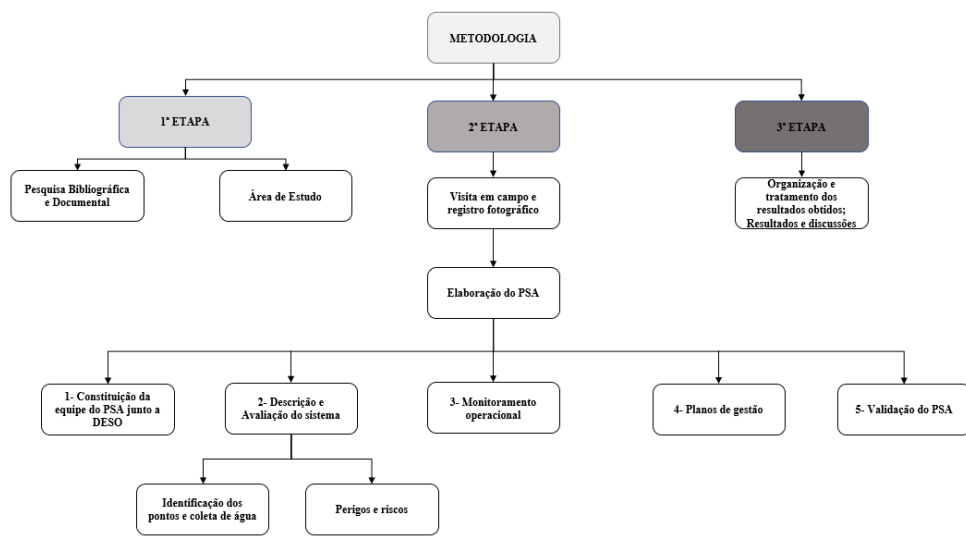 METODOLOGIA
1ª ETAPA
2ª ETAPA
3ª ETAPA
Pesquisa Bibliográfica
e Documental
Área de Estudo
Visita em campo e
registro fotográfico
Organização e
tratamento dos
resultados obtidos;
Resultados e discussões
Elaboração do PSA
1- Constituição da
equipe do PSA junto a
DESO
2- Descrição e
Avaliação do sistema
3- Monitoramento
operacional
4- Planos de gestão
5- Validação do PSA
Identificação dos
pontos e coleta de água
Perigos e riscos